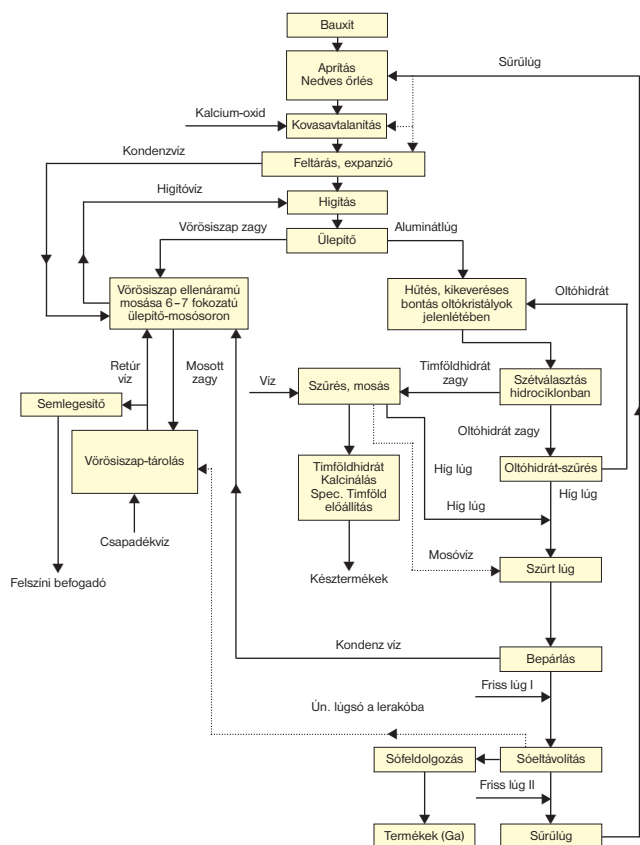 Bauxit
Aprítás
Nedves őrlés
Sűrűlúg
Kalcium-oxid
Kovasavtalanítás
Kondenzvíz
Feltárás, expanzió
Higítóvíz
Higítás
Vörösiszap zagy
Aluminátlúg
Ülepítő
Vörösiszap ellenáramú
mosása 6–7 fokozatú
ülepítő-mosósoron
Hűtés, kikeveréses
bontás oltókristályok
jelenlétében
Oltóhidrát
Retúr
víz
Mosott
zagy
Víz
Szűrés, mosás
Timföldhidrát
zagy
Szétválasztás
hidrociklonban
Semlegesítő
Oltóhidrát zagy
Vörösiszap-tárolás
Timföldhidrát
Kalcinálás
Spec. Timföld
előállítás
Híg lúg
Oltóhidrát-szűrés
Híg lúg
Híg lúg
Csapadékvíz
Mosóvíz
Felszíni befogadó
Késztermékek
Szűrt lúg
Kondenz víz
Bepárlás
Friss lúg I
Ún. lúgsó a lerakóba
Sófeldolgozás
Sóeltávolítás
Friss lúg II
Termékek (Ga)
Sűrűlúg